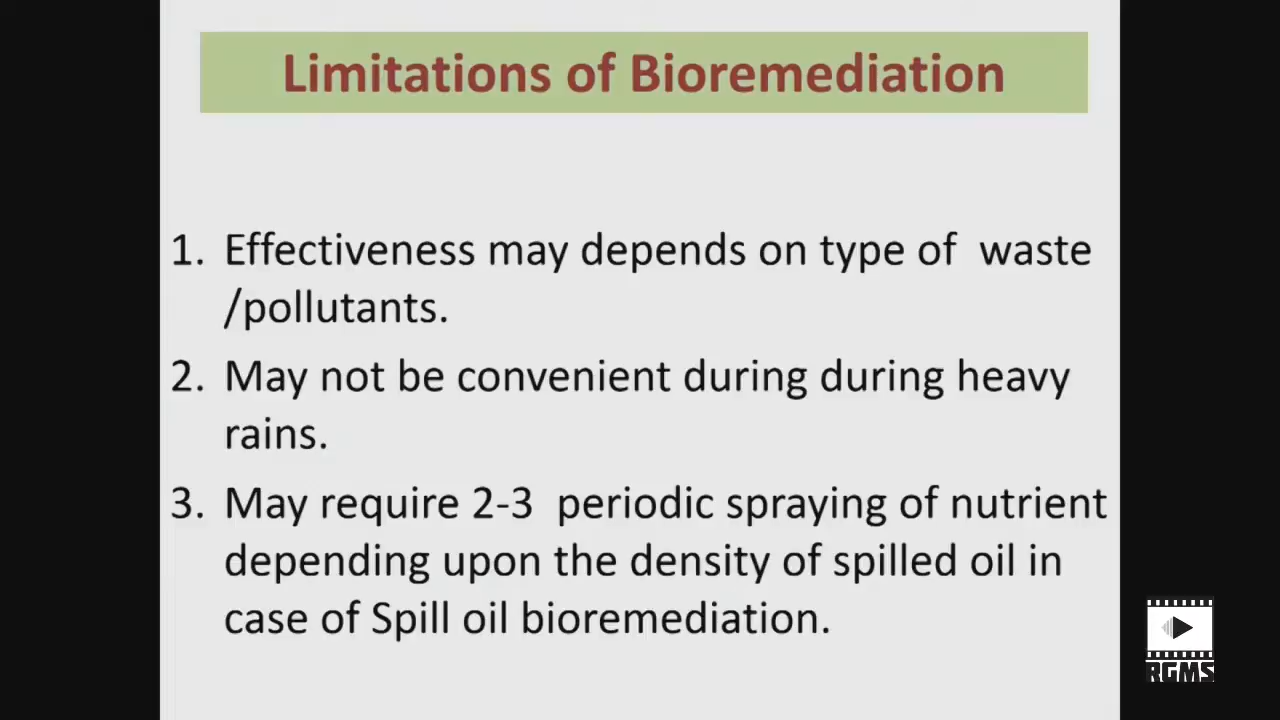 Limitations of Bioremediation
1. Effectiveness may depends on type of waste
/pollutants.
2. May not be convenient during during heavy
rains.
3. May require 2-3 periodic spraying of nutrient
depending upon the density of spilled oil in
case of Spill oil bioremediation.
RGMS